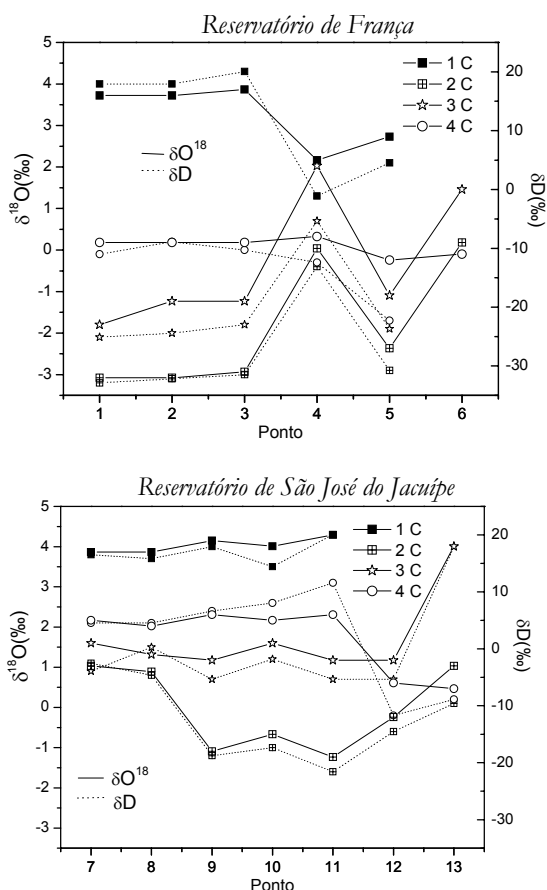 Reservatório de França
5
4
3
2
1
0
-1
-2
-3
δ¹⁸O(‰)
20
10
0
-10
-20
-30
δD(‰)
1 C
2 C
3 C
4 C
δO¹⁸
δD
1 2 3 4 5 6
Ponto
Reservatório de São José do Jacuípe
5
4
3
2
1
0
-1
-2
-3
δ¹⁸O(‰)
20
10
0
-10
-20
-30
δD(‰)
1 C
2 C
3 C
4 C
δO¹⁸
δD
7 8 9 10 11 12 13
Ponto